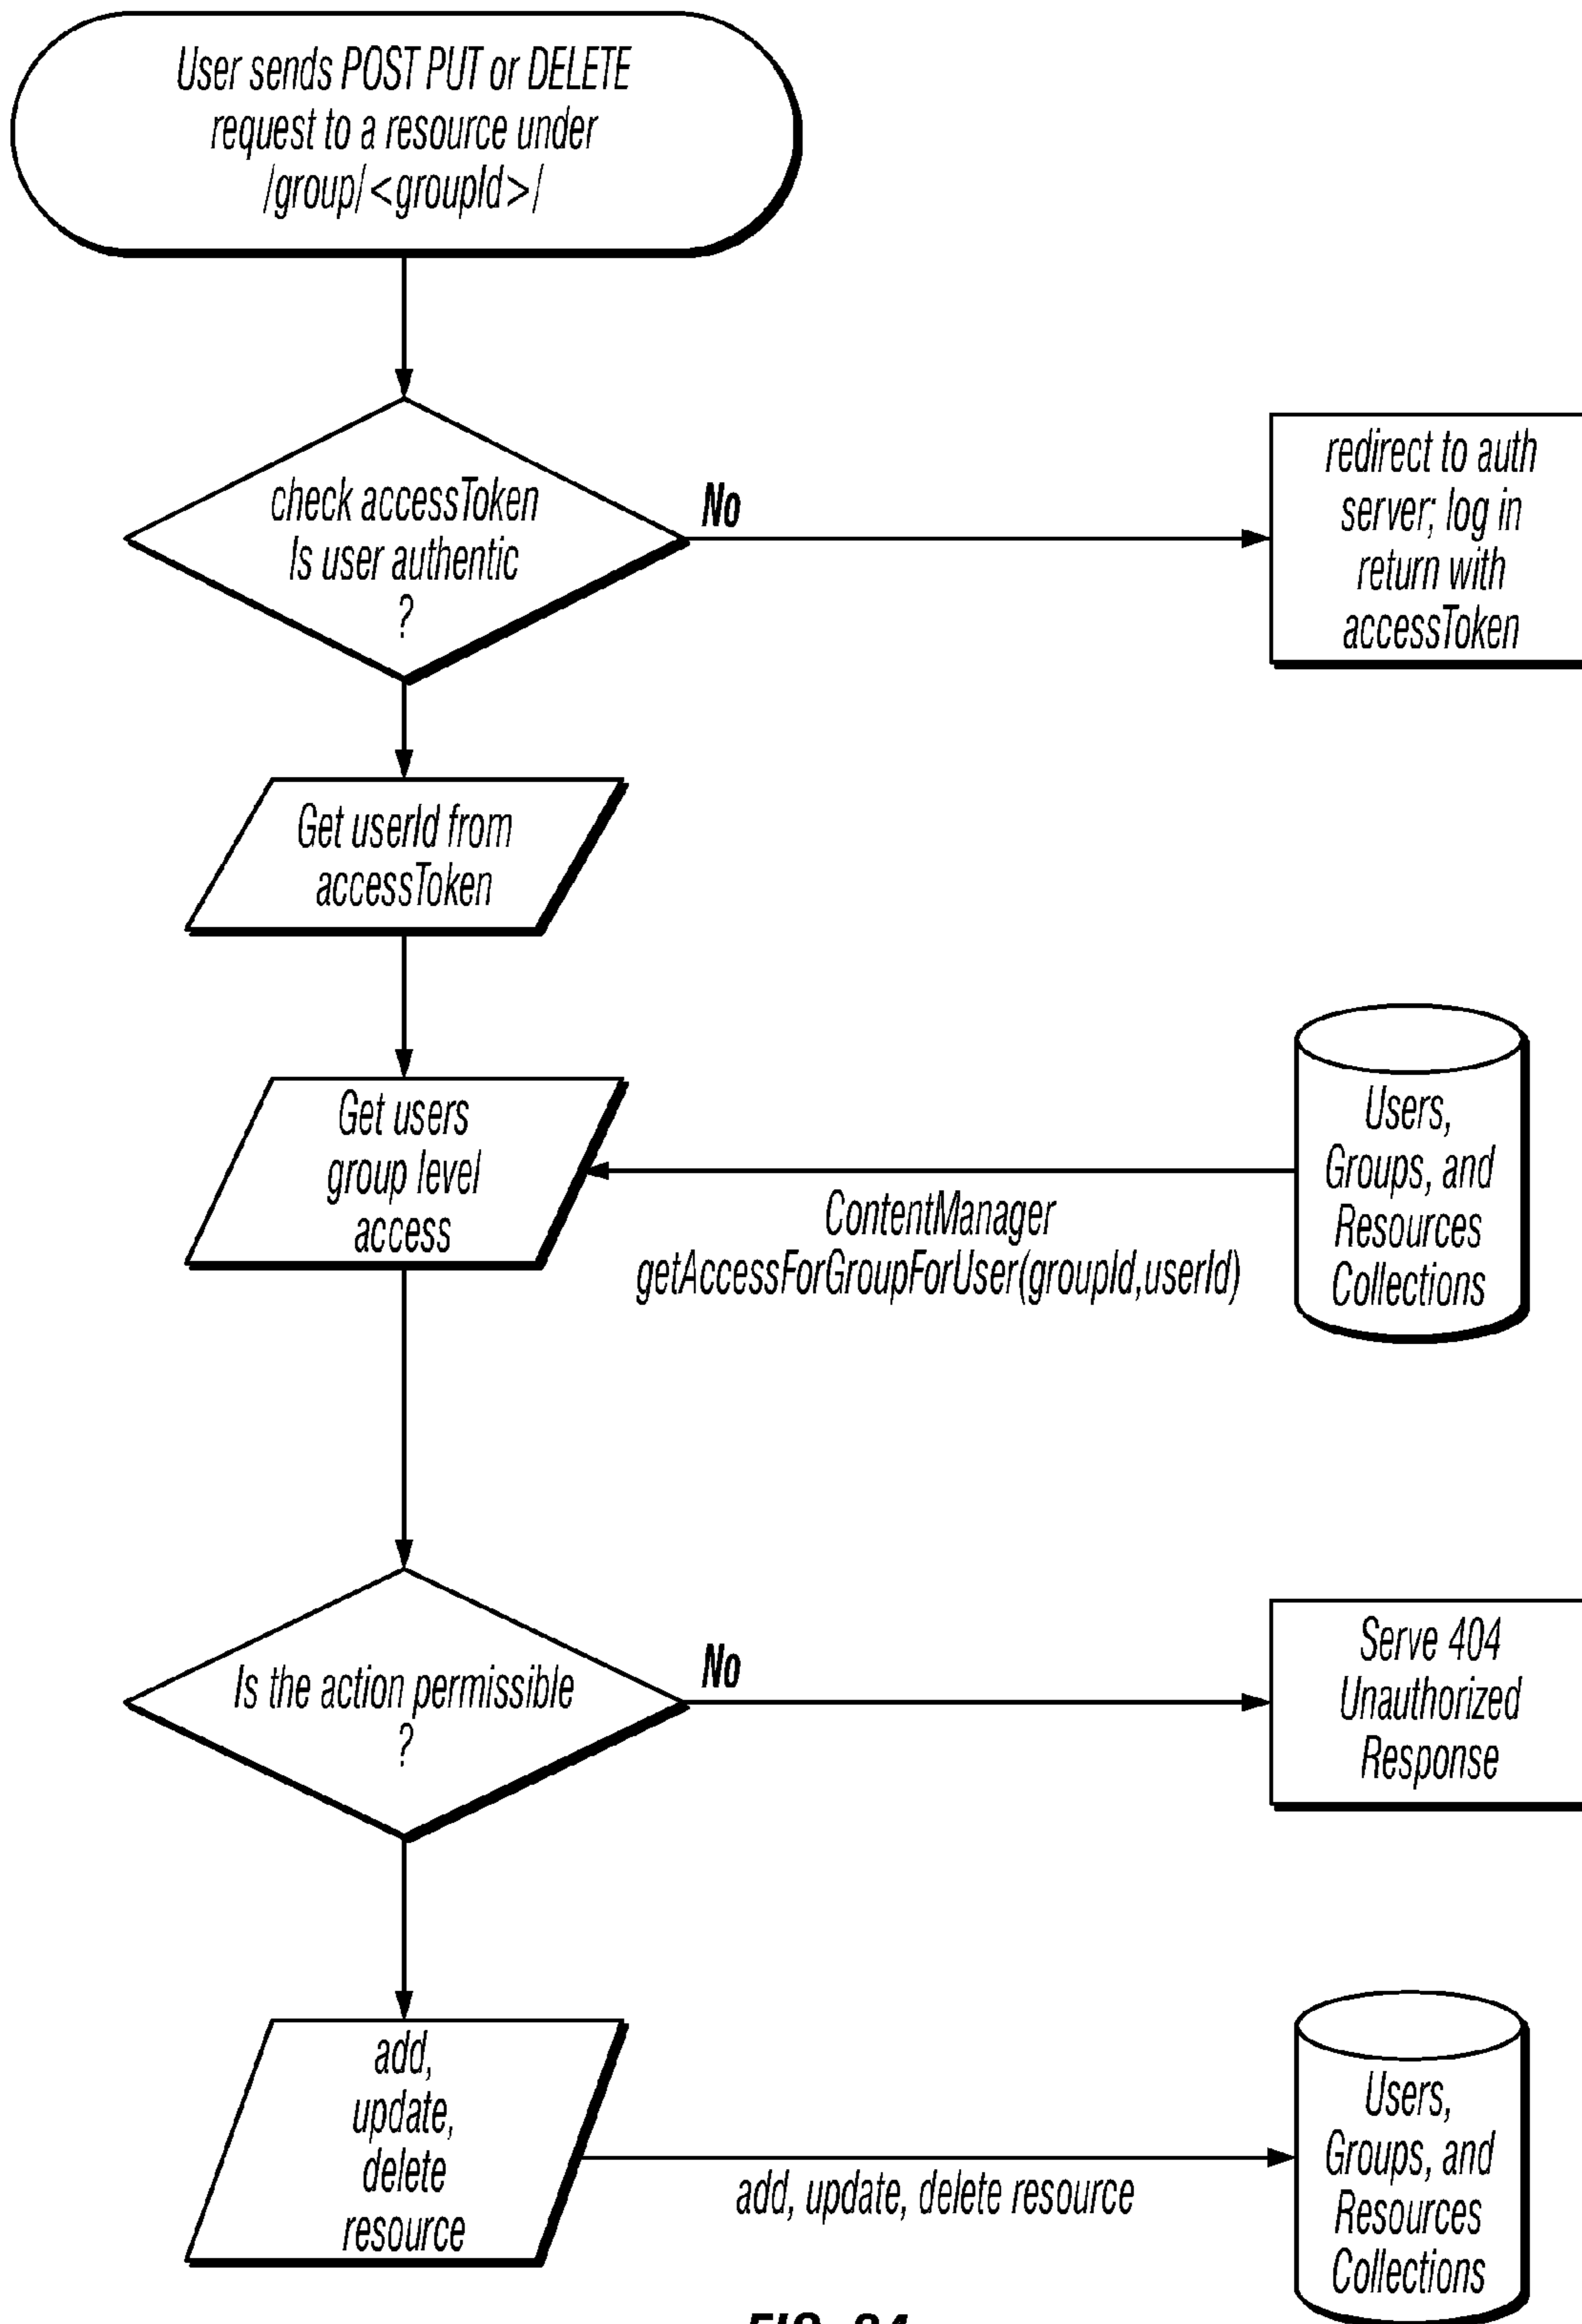 User sends POST PUT or DELETE
request to a resource under
/group/<groupId>/
check accessToken
Is user authentic
?
No
redirect to auth
server; log in
return with
accessToken
Get userId from
accessToken
Get users
group level
access
ContentManager
getAccessForGroupForUser(groupId,userId)
Users,
Groups, and
Resources
Collections
Is the action permissible
?
No
Serve 404
Unauthorized
Response
add,
update,
delete
resource
add, update, delete resource
Users,
Groups, and
Resources
Collections